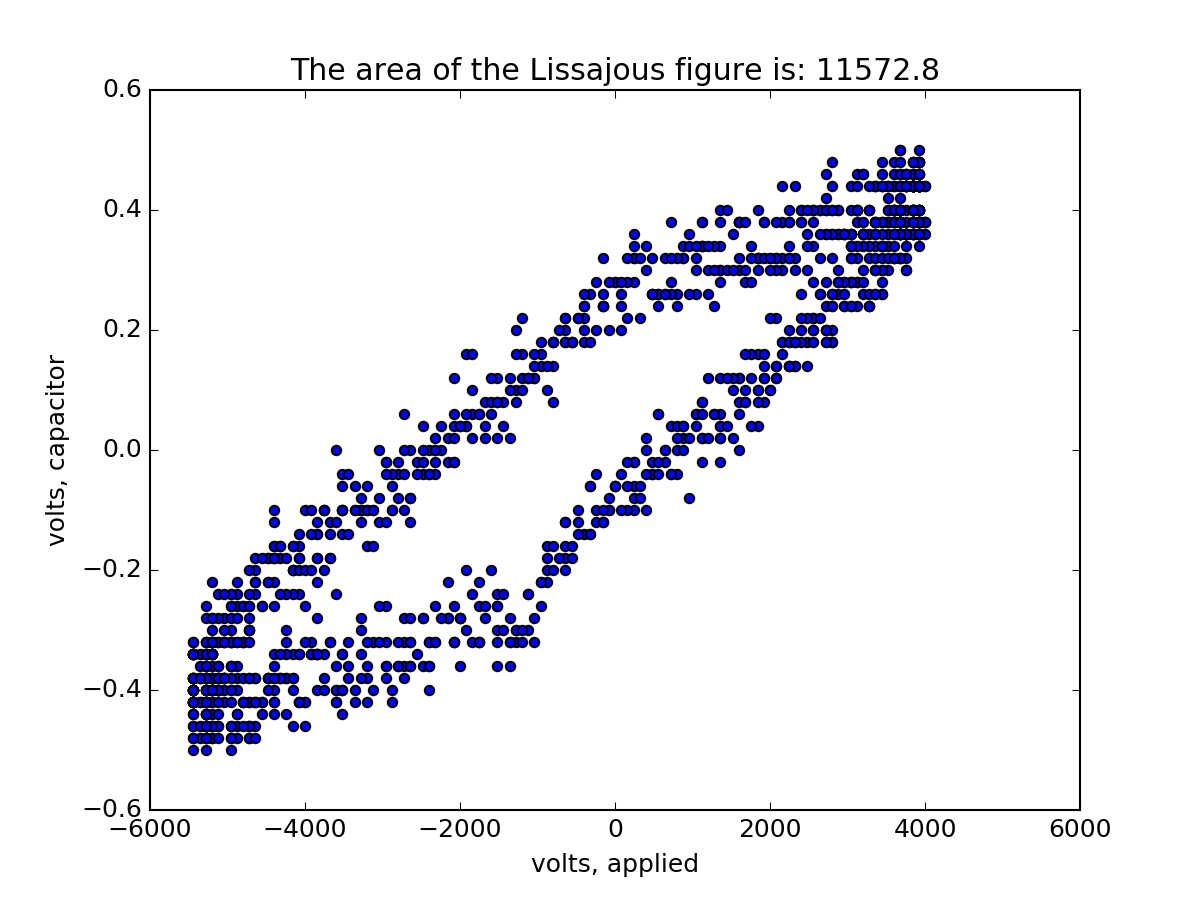 The area of the Lissajous figure is: 11572.8
0.6
0.4
0.2
0.0
−0.2
−0.4
−0.6
volts, capacitor
−6000 −4000 −2000 0 2000 4000 6000
volts, applied